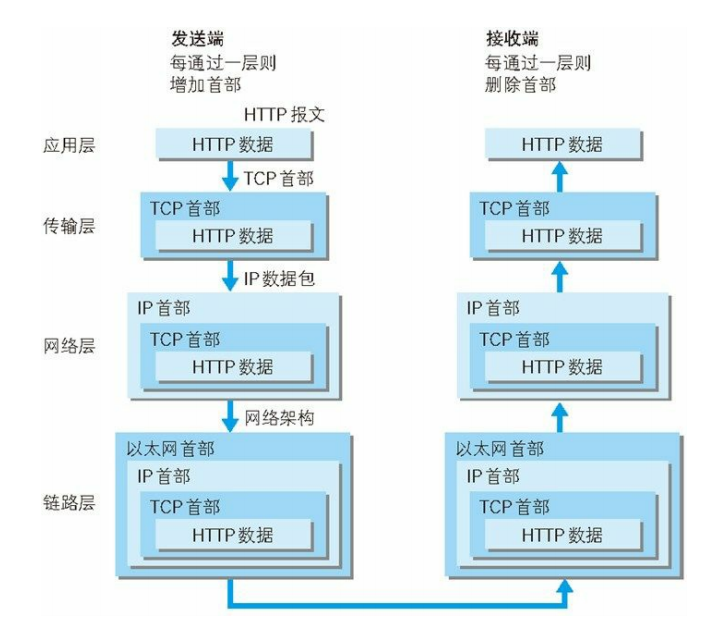 发送端
每通过一层则
增加首部
接收端
每通过一层则
删除首部
HTTP 报文
应用层
HTTP 数据
HTTP 数据
TCP 首部
传输层
TCP 首部
HTTP 数据
TCP 首部
HTTP 数据
IP 数据包
网络层
IP 首部
TCP 首部
HTTP 数据
IP 首部
TCP 首部
HTTP 数据
网络架构
链路层
以太网首部
IP 首部
TCP 首部
HTTP 数据
以太网首部
IP 首部
TCP 首部
HTTP 数据